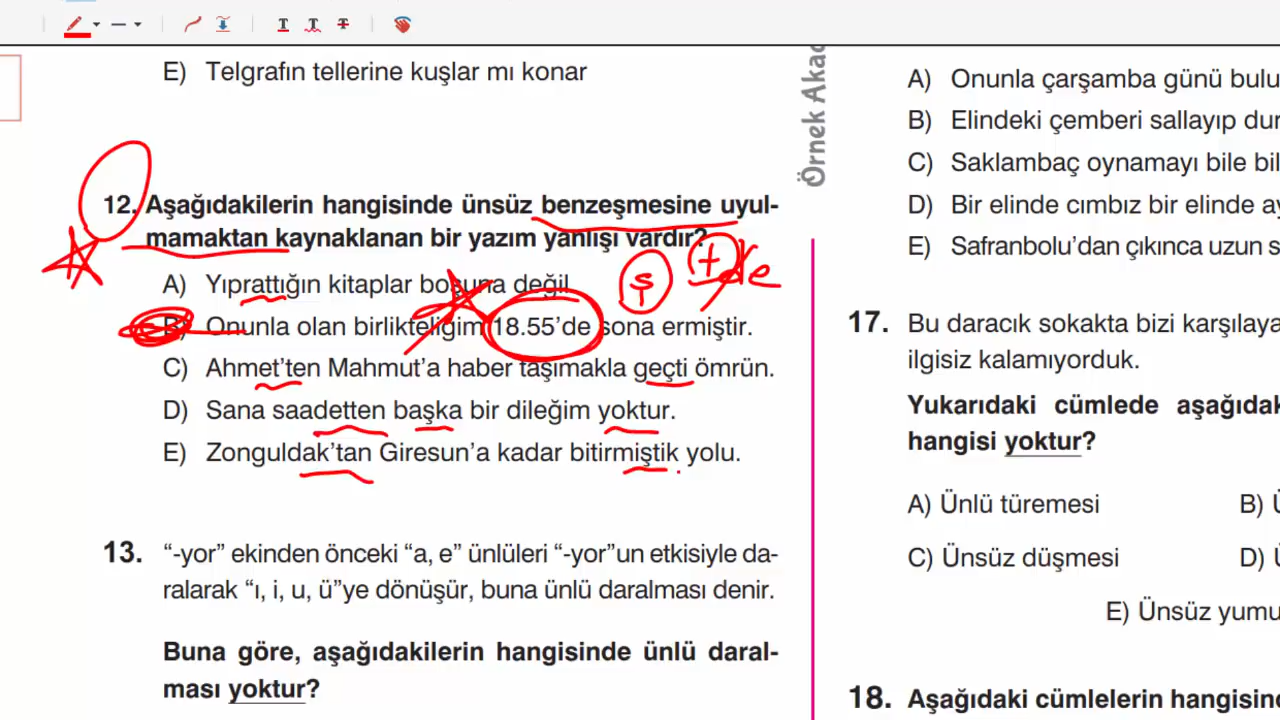 E) Telgrafın tellerine kuşlar mı konar
12. Aşağıdakilerin hangisinde ünsüz benzeşmesine uyul-
mamaktan kaynaklanan bir yazım yanlışı vardır?
A) Yıprattığın kitaplar boşuna değil.
B) Onunla olan birlikteliğim 18.55’de sona ermiştir.
C) Ahmet’ten Mahmut’a haber taşımakla geçti ömrün.
D) Sana saadetten başka bir dileğim yoktur.
E) Zonguldak’tan Giresun’a kadar bitirmiştik yolu.
ş t de
13. “-yor” ekinden önceki “a, e” ünlüleri “-yor”un etkisiyle da-
ralarak “ı, i, u, ü”ye dönüşür, buna ünlü daralması denir.
Buna göre, aşağıdakilerin hangisinde ünlü daral-
ması yoktur?
Örnek Akad
A) Onunla çarşamba günü bulu
B) Elindeki çemberi sallayıp dur
C) Saklambaç oynamayı bile bil
D) Bir elinde cımbız bir elinde ay
E) Safranbolu’dan çıkınca uzun s
17. Bu daracık sokakta bizi karşılaya
ilgisiz kalamıyorduk.
Yukarıdaki cümlede aşağıdak
hangisi yoktur?
A) Ünlü türemesi B) Ü
C) Ünsüz düşmesi D) Ü
E) Ünsüz yumu
18. Aşağıdaki cümlelerin hangisind